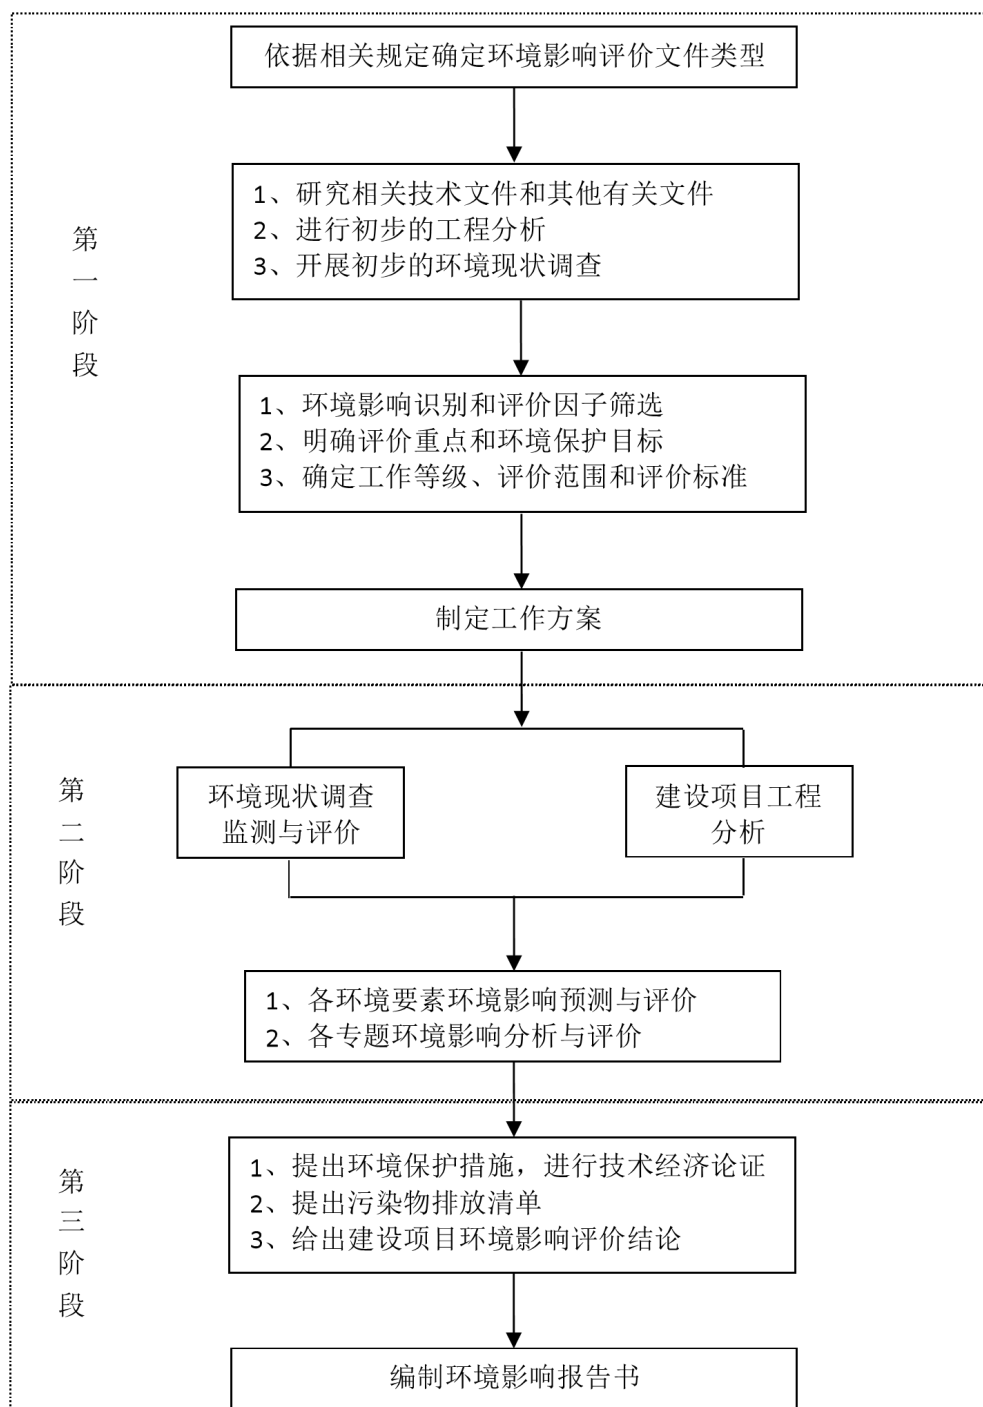 依据相关规定确定环境影响评价文件类型
第一阶段
1、研究相关技术文件和其他有关文件
2、进行初步的工程分析
3、开展初步的环境现状调查
1、环境影响识别和评价因子筛选
2、明确评价重点和环境保护目标
3、确定工作等级、评价范围和评价标准
制定工作方案
第二阶段
环境现状调查
监测与评价
建设项目工程
分析
1、各环境要素环境影响预测与评价
2、各专题环境影响分析与评价
第三阶段
1、提出环境保护措施，进行技术经济论证
2、提出污染物排放清单
3、给出建设项目环境影响评价结论
编制环境影响报告书